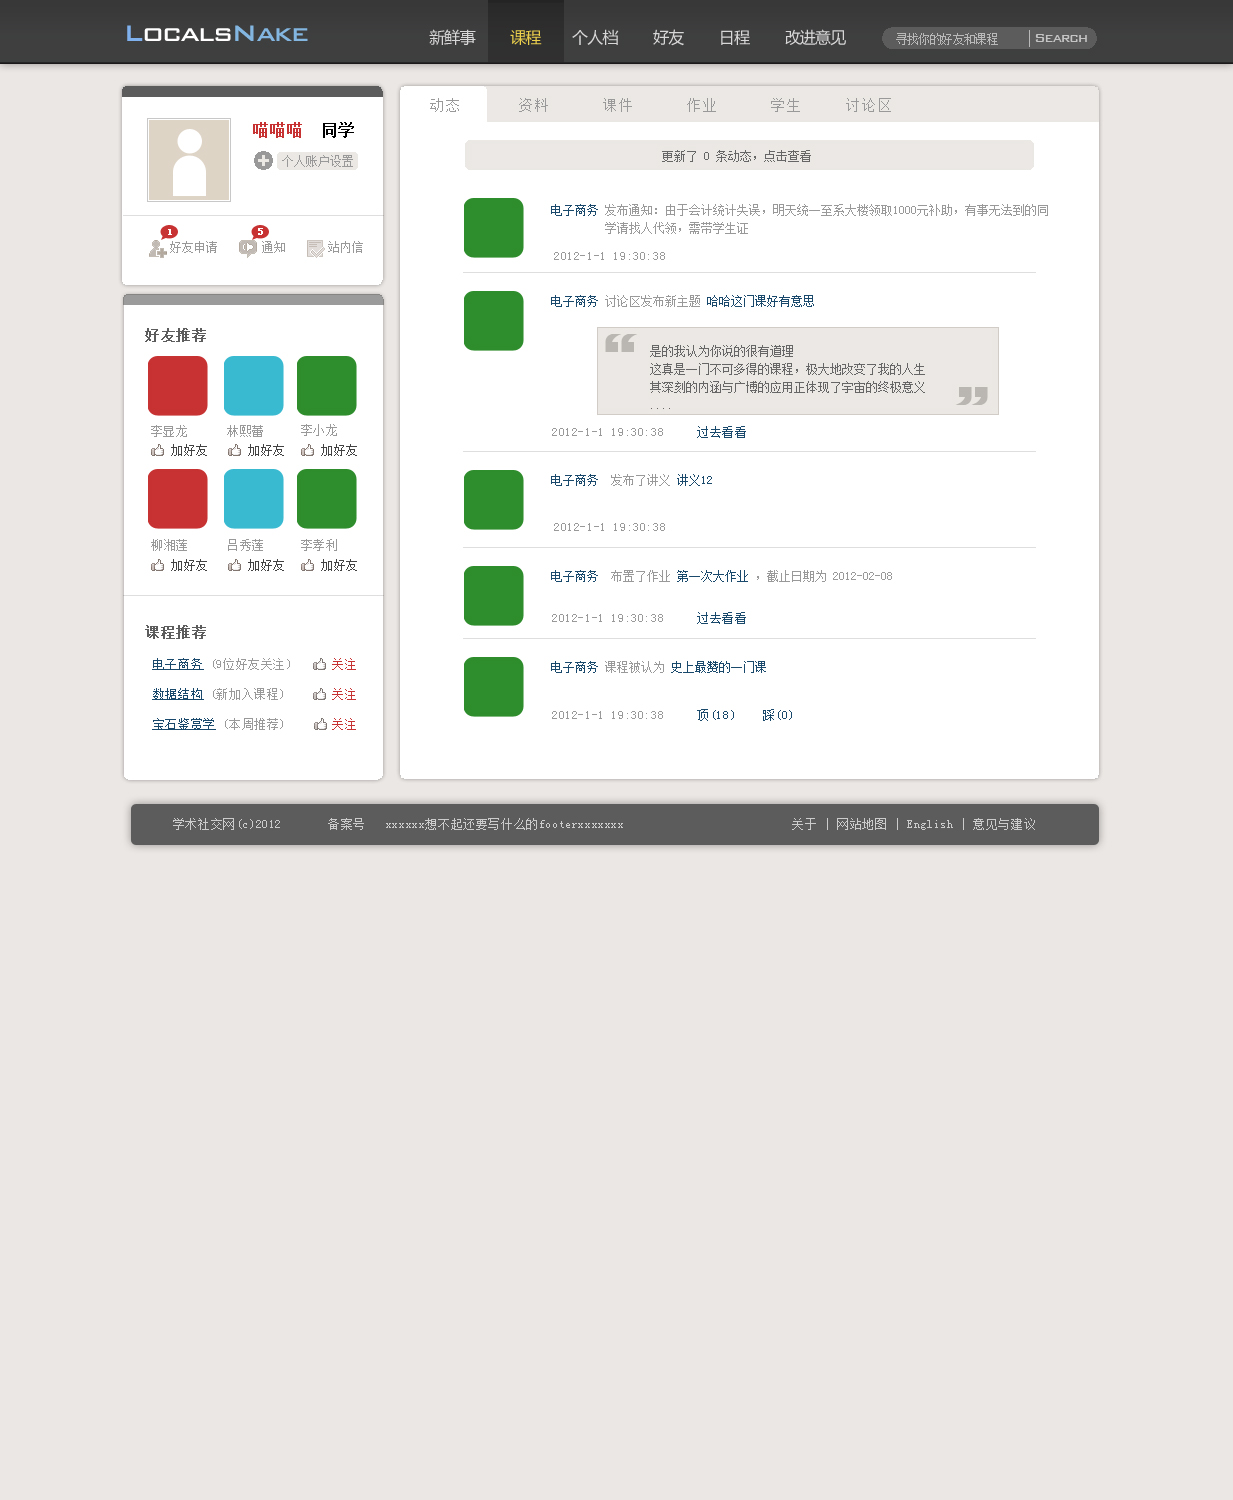 LOCALSNAKE 新鲜事 课程 个人档 好友 日程 改进意见 寻找你的好友和课程 SEARCH
喵喵喵 同学
个人账户设置
1 5
好友申请 通知 站内信
好友推荐
李显龙 林熙蕾 李小龙
加好友 加好友 加好友
柳湘莲 吕秀莲 李孝利
加好友 加好友 加好友
课程推荐
电子商务 (9位好友关注) 关注
数据结构 (新加入课程) 关注
宝石鉴赏学 (本周推荐) 关注
动态 资料 课件 作业 学生 讨论区
更新了 0 条动态，点击查看
电子商务 发布通知：由于会计统计失误，明天统一至系大楼领取1000元补助，有事无法到的同
学请找人代领，需带学生证
2012-1-1 19:30:38
电子商务 讨论区发布新主题 哈哈这门课好有意思
“ 是的我认为你说的很有道理
这真是一门不可多得的课程，极大地改变了我的人生
其深刻的内涵与广博的应用正体现了宇宙的终极意义
.... ”
2012-1-1 19:30:38 过去看看
电子商务 发布了讲义 讲义12
2012-1-1 19:30:38
电子商务 布置了作业 第一次大作业 ，截止日期为 2012-02-08
2012-1-1 19:30:38 过去看看
电子商务 课程被认为 史上最赞的一门课
2012-1-1 19:30:38 顶(18) 踩(0)
学术社交网(c)2012 备案号 xxxxxx想不起还要写什么的footerxxxxxxx 关于 | 网站地图 | English | 意见与建议